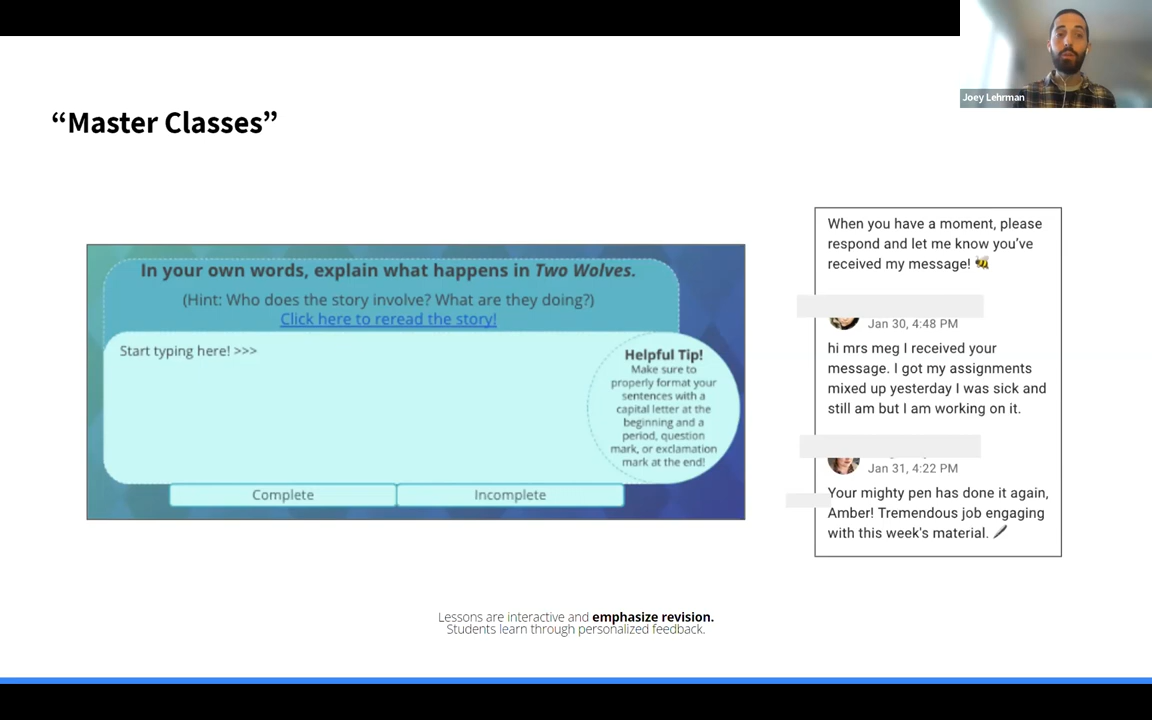 Joey Lehrman
“Master Classes”
In your own words, explain what happens in Two Wolves.
(Hint: Who does the story involve? What are they doing?)
Click here to reread the story!
Start typing here! >>>
Helpful Tip!
Make sure to
properly format your
sentences with a
capital letter at the
beginning and a
period, question
mark, or exclamation
mark at the end!
Complete
Incomplete
When you have a moment, please
respond and let me know you’ve
received my message! 🐝
Jan 30, 4:48 PM
hi mrs meg I received your
message. I got my assignments
mixed up yesterday I was sick and
still am but I am working on it.
Jan 31, 4:22 PM
Your mighty pen has done it again,
Amber! Tremendous job engaging
with this week's material. 🖋
Lessons are interactive and emphasize revision.
Students learn through personalized feedback.